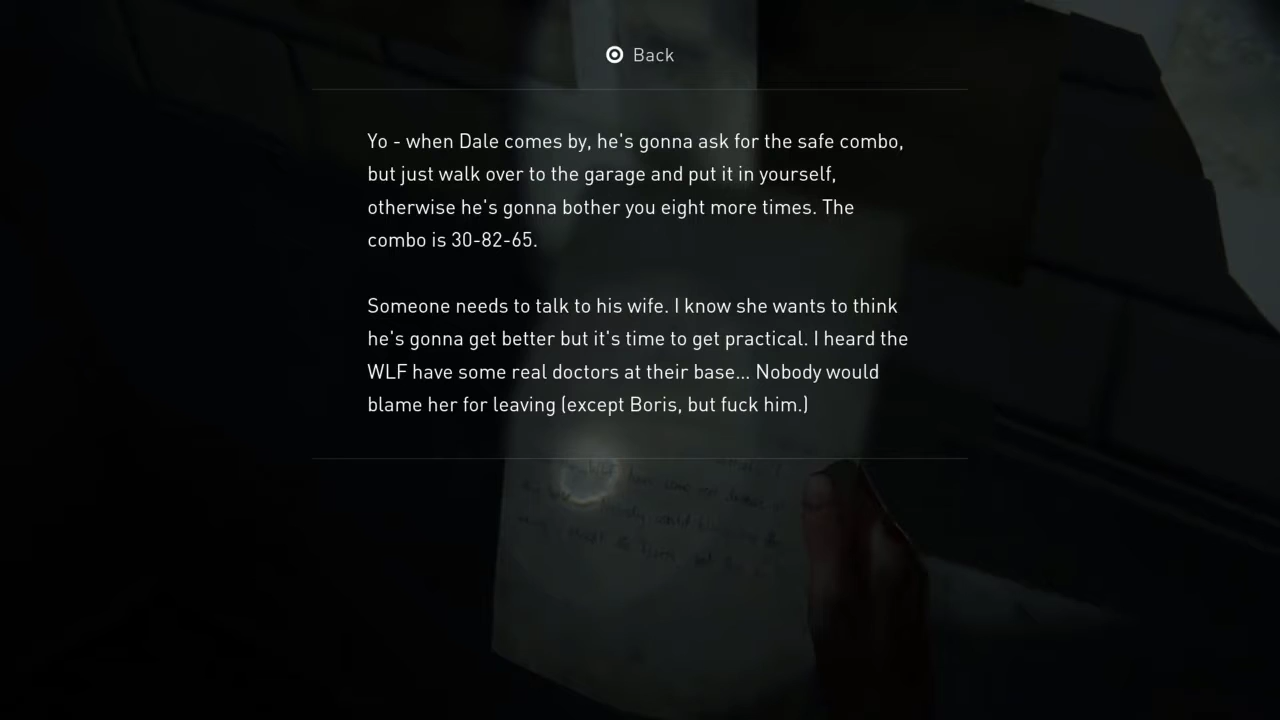 Back
Yo - when Dale comes by, he's gonna ask for the safe combo,
but just walk over to the garage and put it in yourself,
otherwise he's gonna bother you eight more times. The
combo is 30-82-65.
Someone needs to talk to his wife. I know she wants to think
he's gonna get better but it's time to get practical. I heard the
WLF have some real doctors at their base... Nobody would
blame her for leaving (except Boris, but fuck him.)